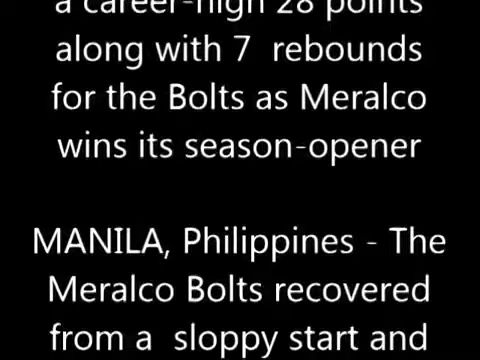 a career-high 28 points
along with 7  rebounds
for the Bolts as Meralco
wins its season-opener
MANILA, Philippines - The
Meralco Bolts recovered
from a  sloppy start and